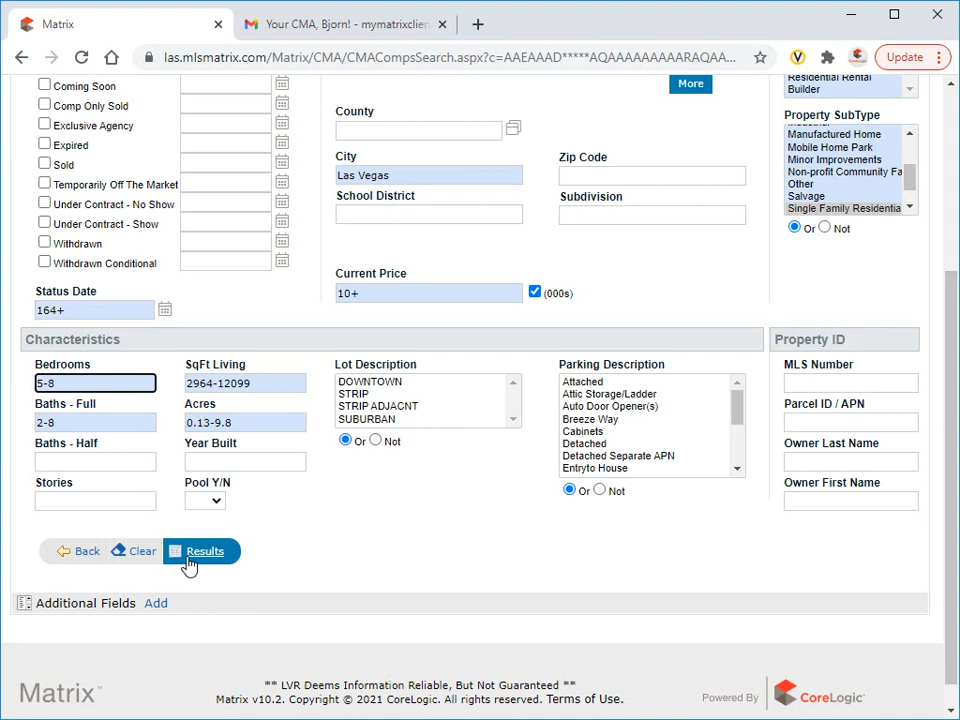 Matrix
Your CMA, Bjorn! - mymatrixclien
las.mlsmatrix.com/Matrix/CMA/CMACompsSearch.aspx?c=AAEAAAD*****AQAAAAAAAAARAQAA...
Update
Coming Soon
Comp Only Sold
Exclusive Agency
Expired
Sold
Temporarily Off The Market
Under Contract - No Show
Under Contract - Show
Withdrawn
Withdrawn Conditional
Status Date
164+
More
County
City
Las Vegas
Zip Code
School District
Subdivision
Current Price
10+
(000s)
Residential Rental
Builder
Property SubType
Industrial
Manufactured Home
Mobile Home Park
Minor Improvements
Non-profit Community Fa
Other
Salvage
Single Family Residentia
Or Not
Characteristics
Property ID
Bedrooms
5-8
Baths - Full
2-8
Baths - Half
Stories
SqFt Living
2964-12099
Acres
0.13-9.8
Year Built
Pool Y/N
Lot Description
DOWNTOWN
STRIP
STRIP ADJACNT
SUBURBAN
Or Not
Parking Description
Attached
Attic Storage/Ladder
Auto Door Opener(s)
Breeze Way
Cabinets
Detached
Detached Separate APN
Entryto House
Or Not
MLS Number
Parcel ID / APN
Owner Last Name
Owner First Name
Back Clear Results
Additional Fields Add
Matrix™
** LVR Deems Information Reliable, But Not Guaranteed **
Matrix v10.2. Copyright © 2021 CoreLogic. All rights reserved. Terms of Use.
Powered By
CoreLogic